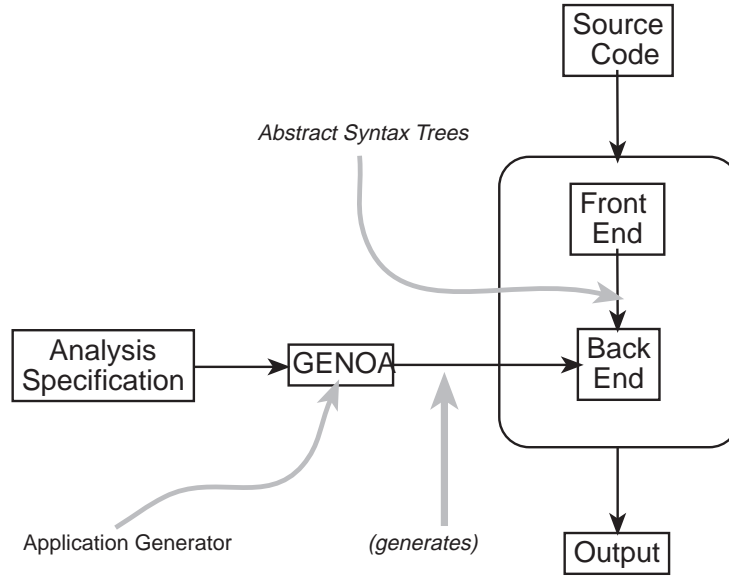 Source
Code
Abstract Syntax Trees
Front
End
Analysis
Specification
GENOA
Back
End
Application Generator
(generates)
Output